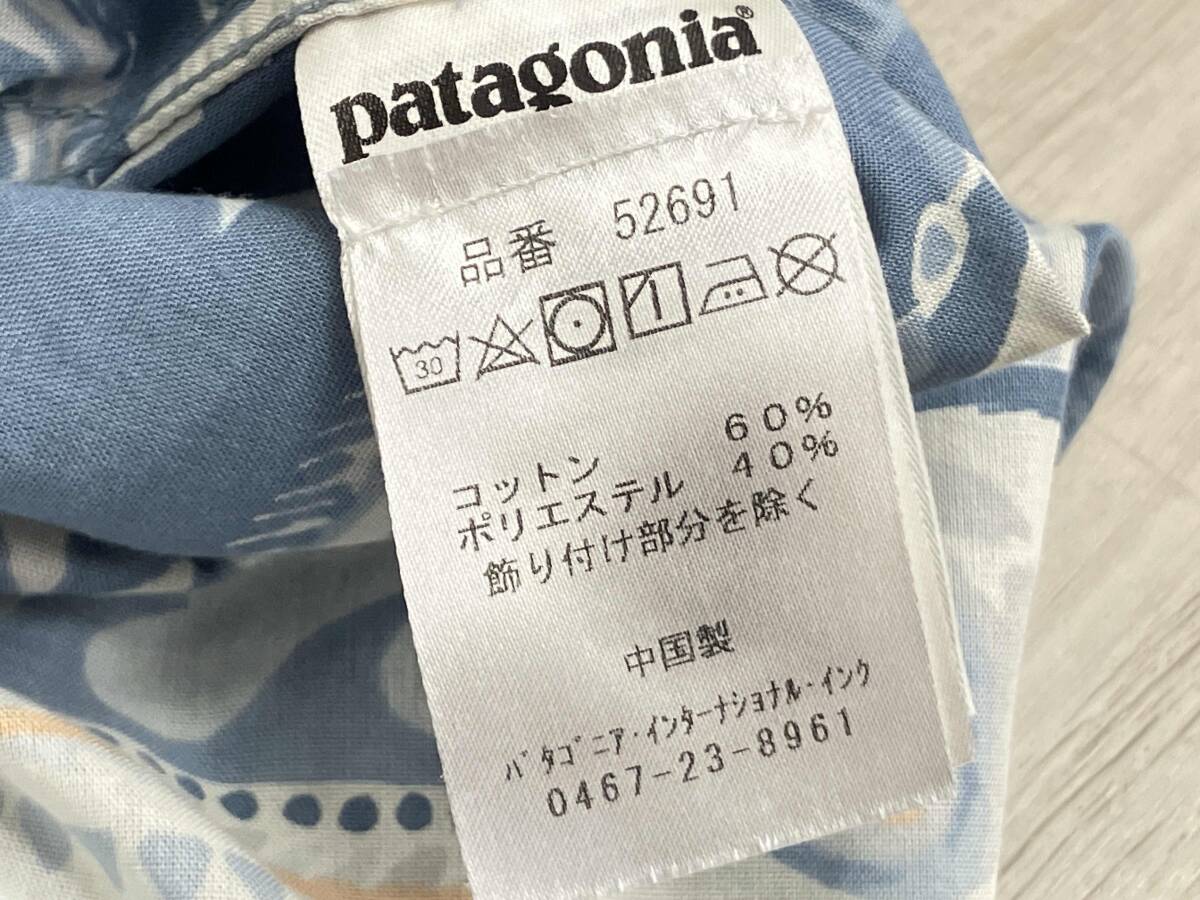 patagonia®
品番 52691
30
コットン 60%
ポリエステル 40%
飾り付け部分を除く
中国製
ﾊﾟﾀｺﾞﾆｱ・ｲﾝﾀｰﾅｼｮﾅﾙ・ｲﾝｸ
0467-23-8961